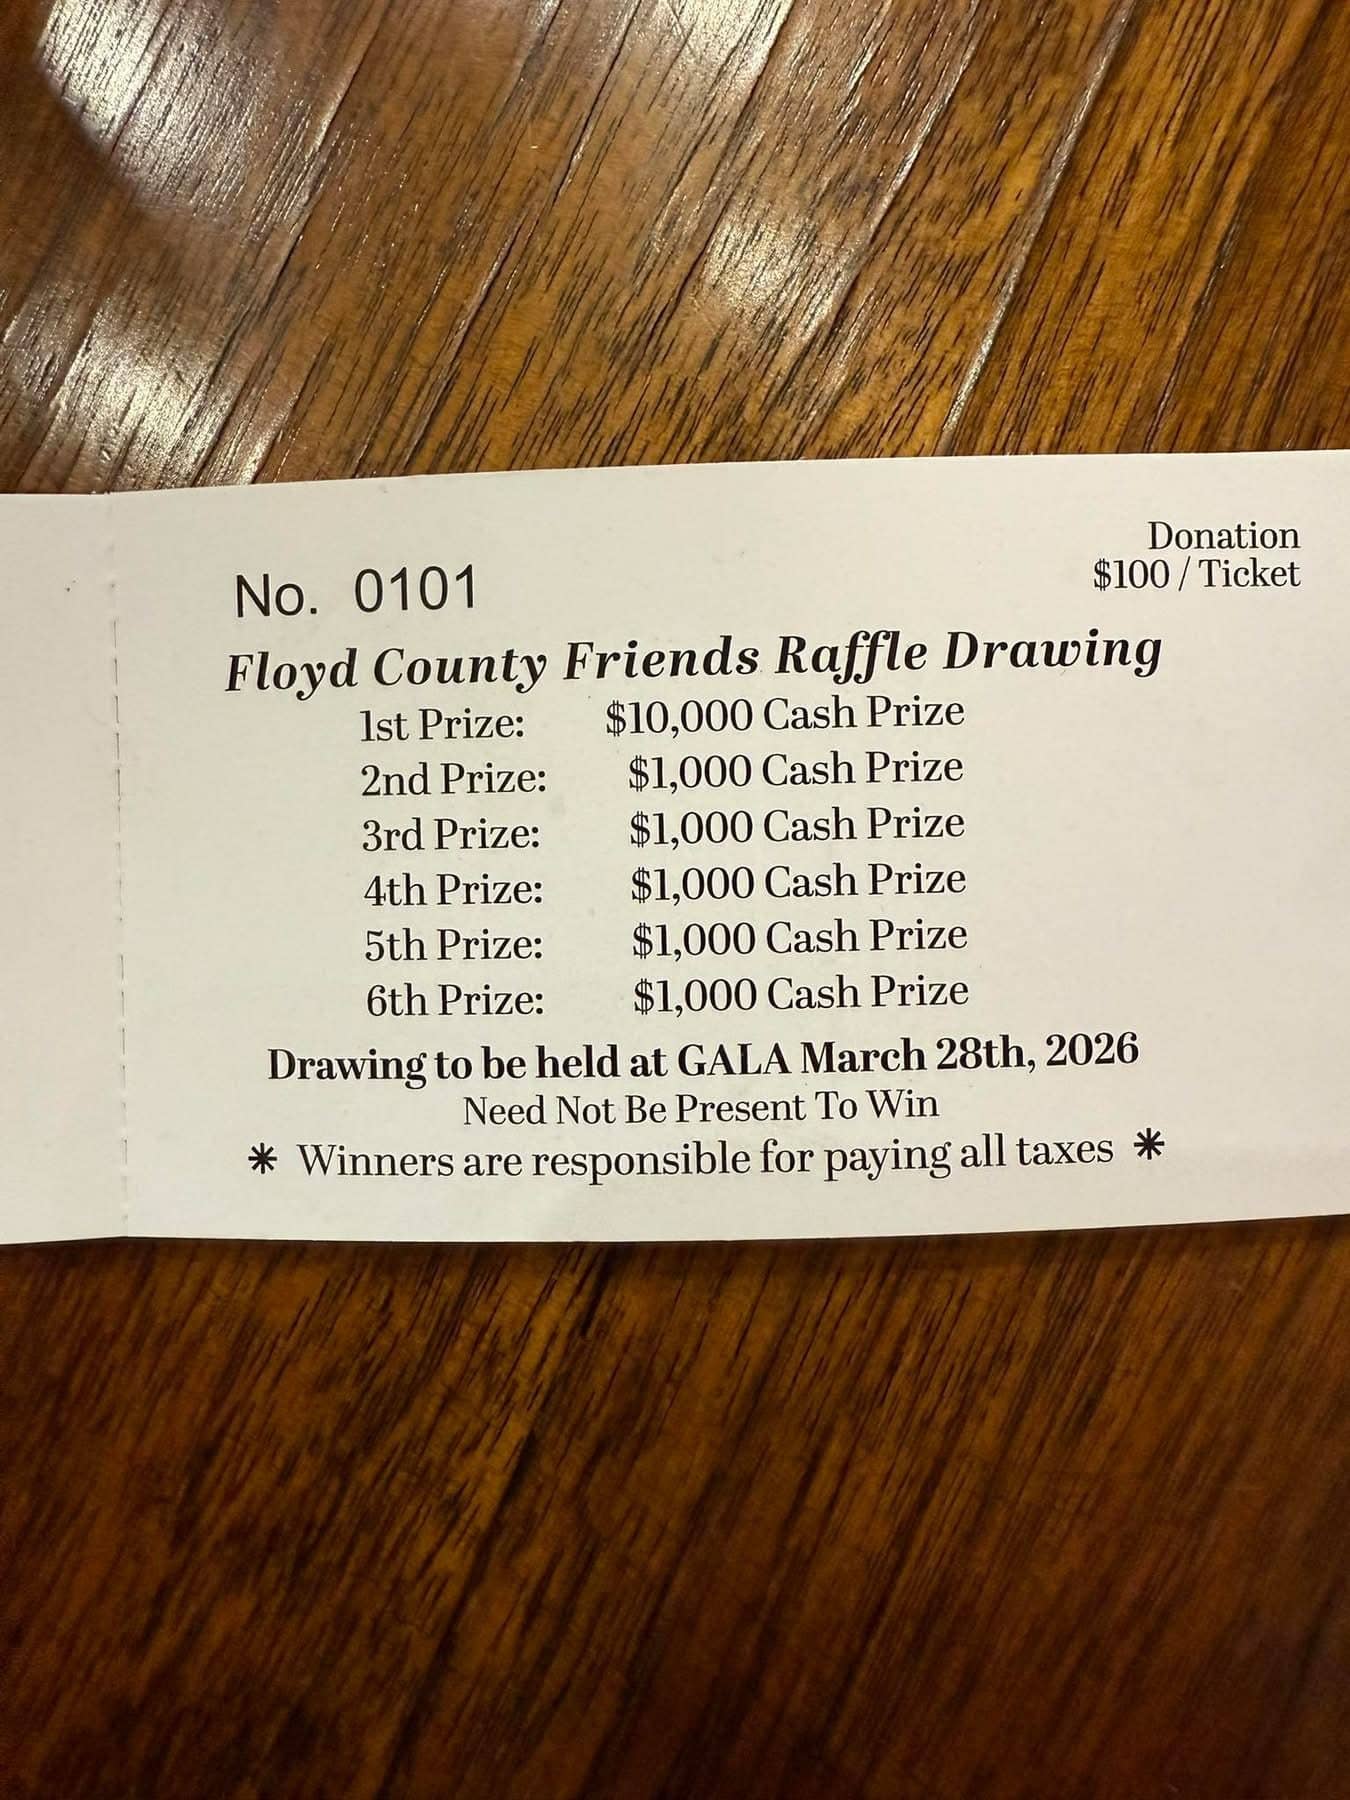 Donation
$100 / Ticket
No. 0101
Floyd County Friends Raffle Drawing
1st Prize: $10,000 Cash Prize
2nd Prize: $1,000 Cash Prize
3rd Prize: $1,000 Cash Prize
4th Prize: $1,000 Cash Prize
5th Prize: $1,000 Cash Prize
6th Prize: $1,000 Cash Prize
Drawing to be held at GALA March 28th, 2026
Need Not Be Present To Win
* Winners are responsible for paying all taxes *